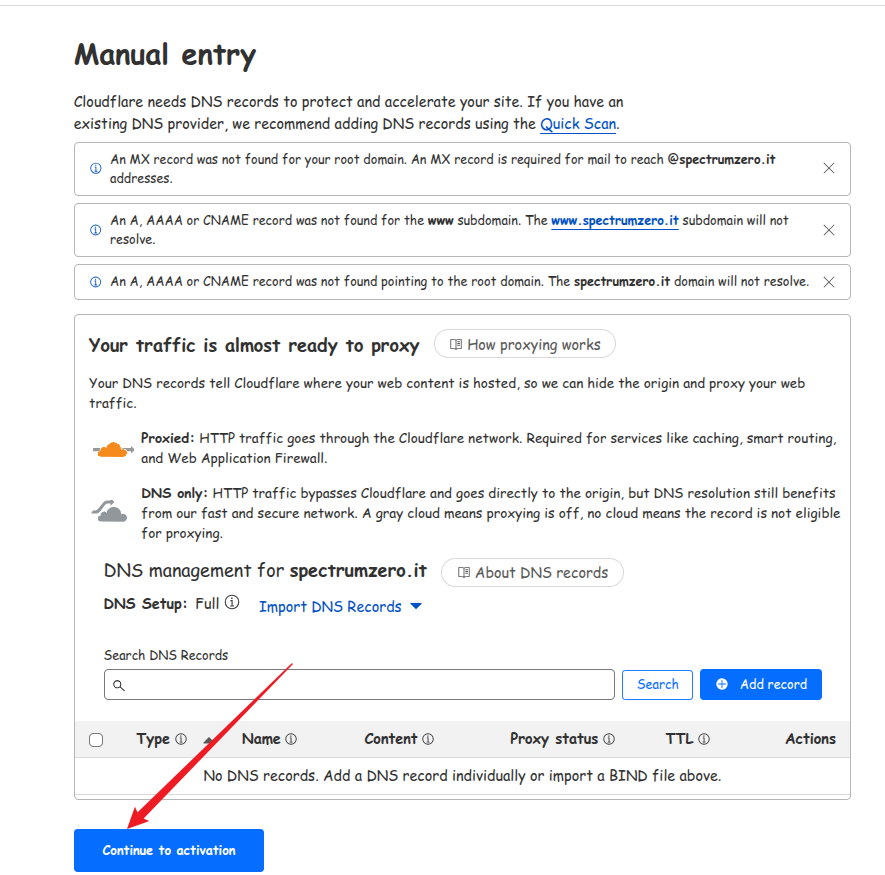 Manual entry
Cloudflare needs DNS records to protect and accelerate your site. If you have an
existing DNS provider, we recommend adding DNS records using the Quick Scan.
An MX record was not found for your root domain. An MX record is required for mail to reach @spectrumzero.it
addresses.
An A, AAAA or CNAME record was not found for the www subdomain. The www.spectrumzero.it subdomain will not
resolve.
An A, AAAA or CNAME record was not found pointing to the root domain. The spectrumzero.it domain will not resolve.
Your traffic is almost ready to proxy How proxying works
Your DNS records tell Cloudflare where your web content is hosted, so we can hide the origin and proxy your web
traffic.
Proxied: HTTP traffic goes through the Cloudflare network. Required for services like caching, smart routing,
and Web Application Firewall.
DNS only: HTTP traffic bypasses Cloudflare and goes directly to the origin, but DNS resolution still benefits
from our fast and secure network. A gray cloud means proxying is off, no cloud means the record is not eligible
for proxying.
DNS management for spectrumzero.it About DNS records
DNS Setup: Full Import DNS Records
Search DNS Records
Search Add record
Type Name Content Proxy status TTL Actions
No DNS records. Add a DNS record individually or import a BIND file above.
Continue to activation